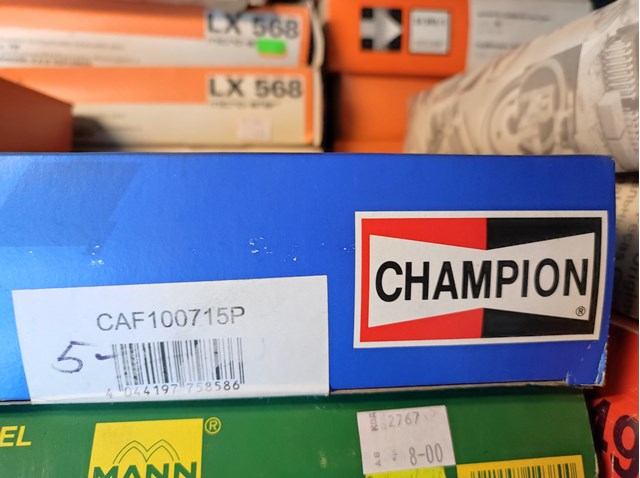 LX 568
LX 568
CHAMPION
®
CAF100715P
5-
4 044197 758586
EL
MANN
®
2767
8-00